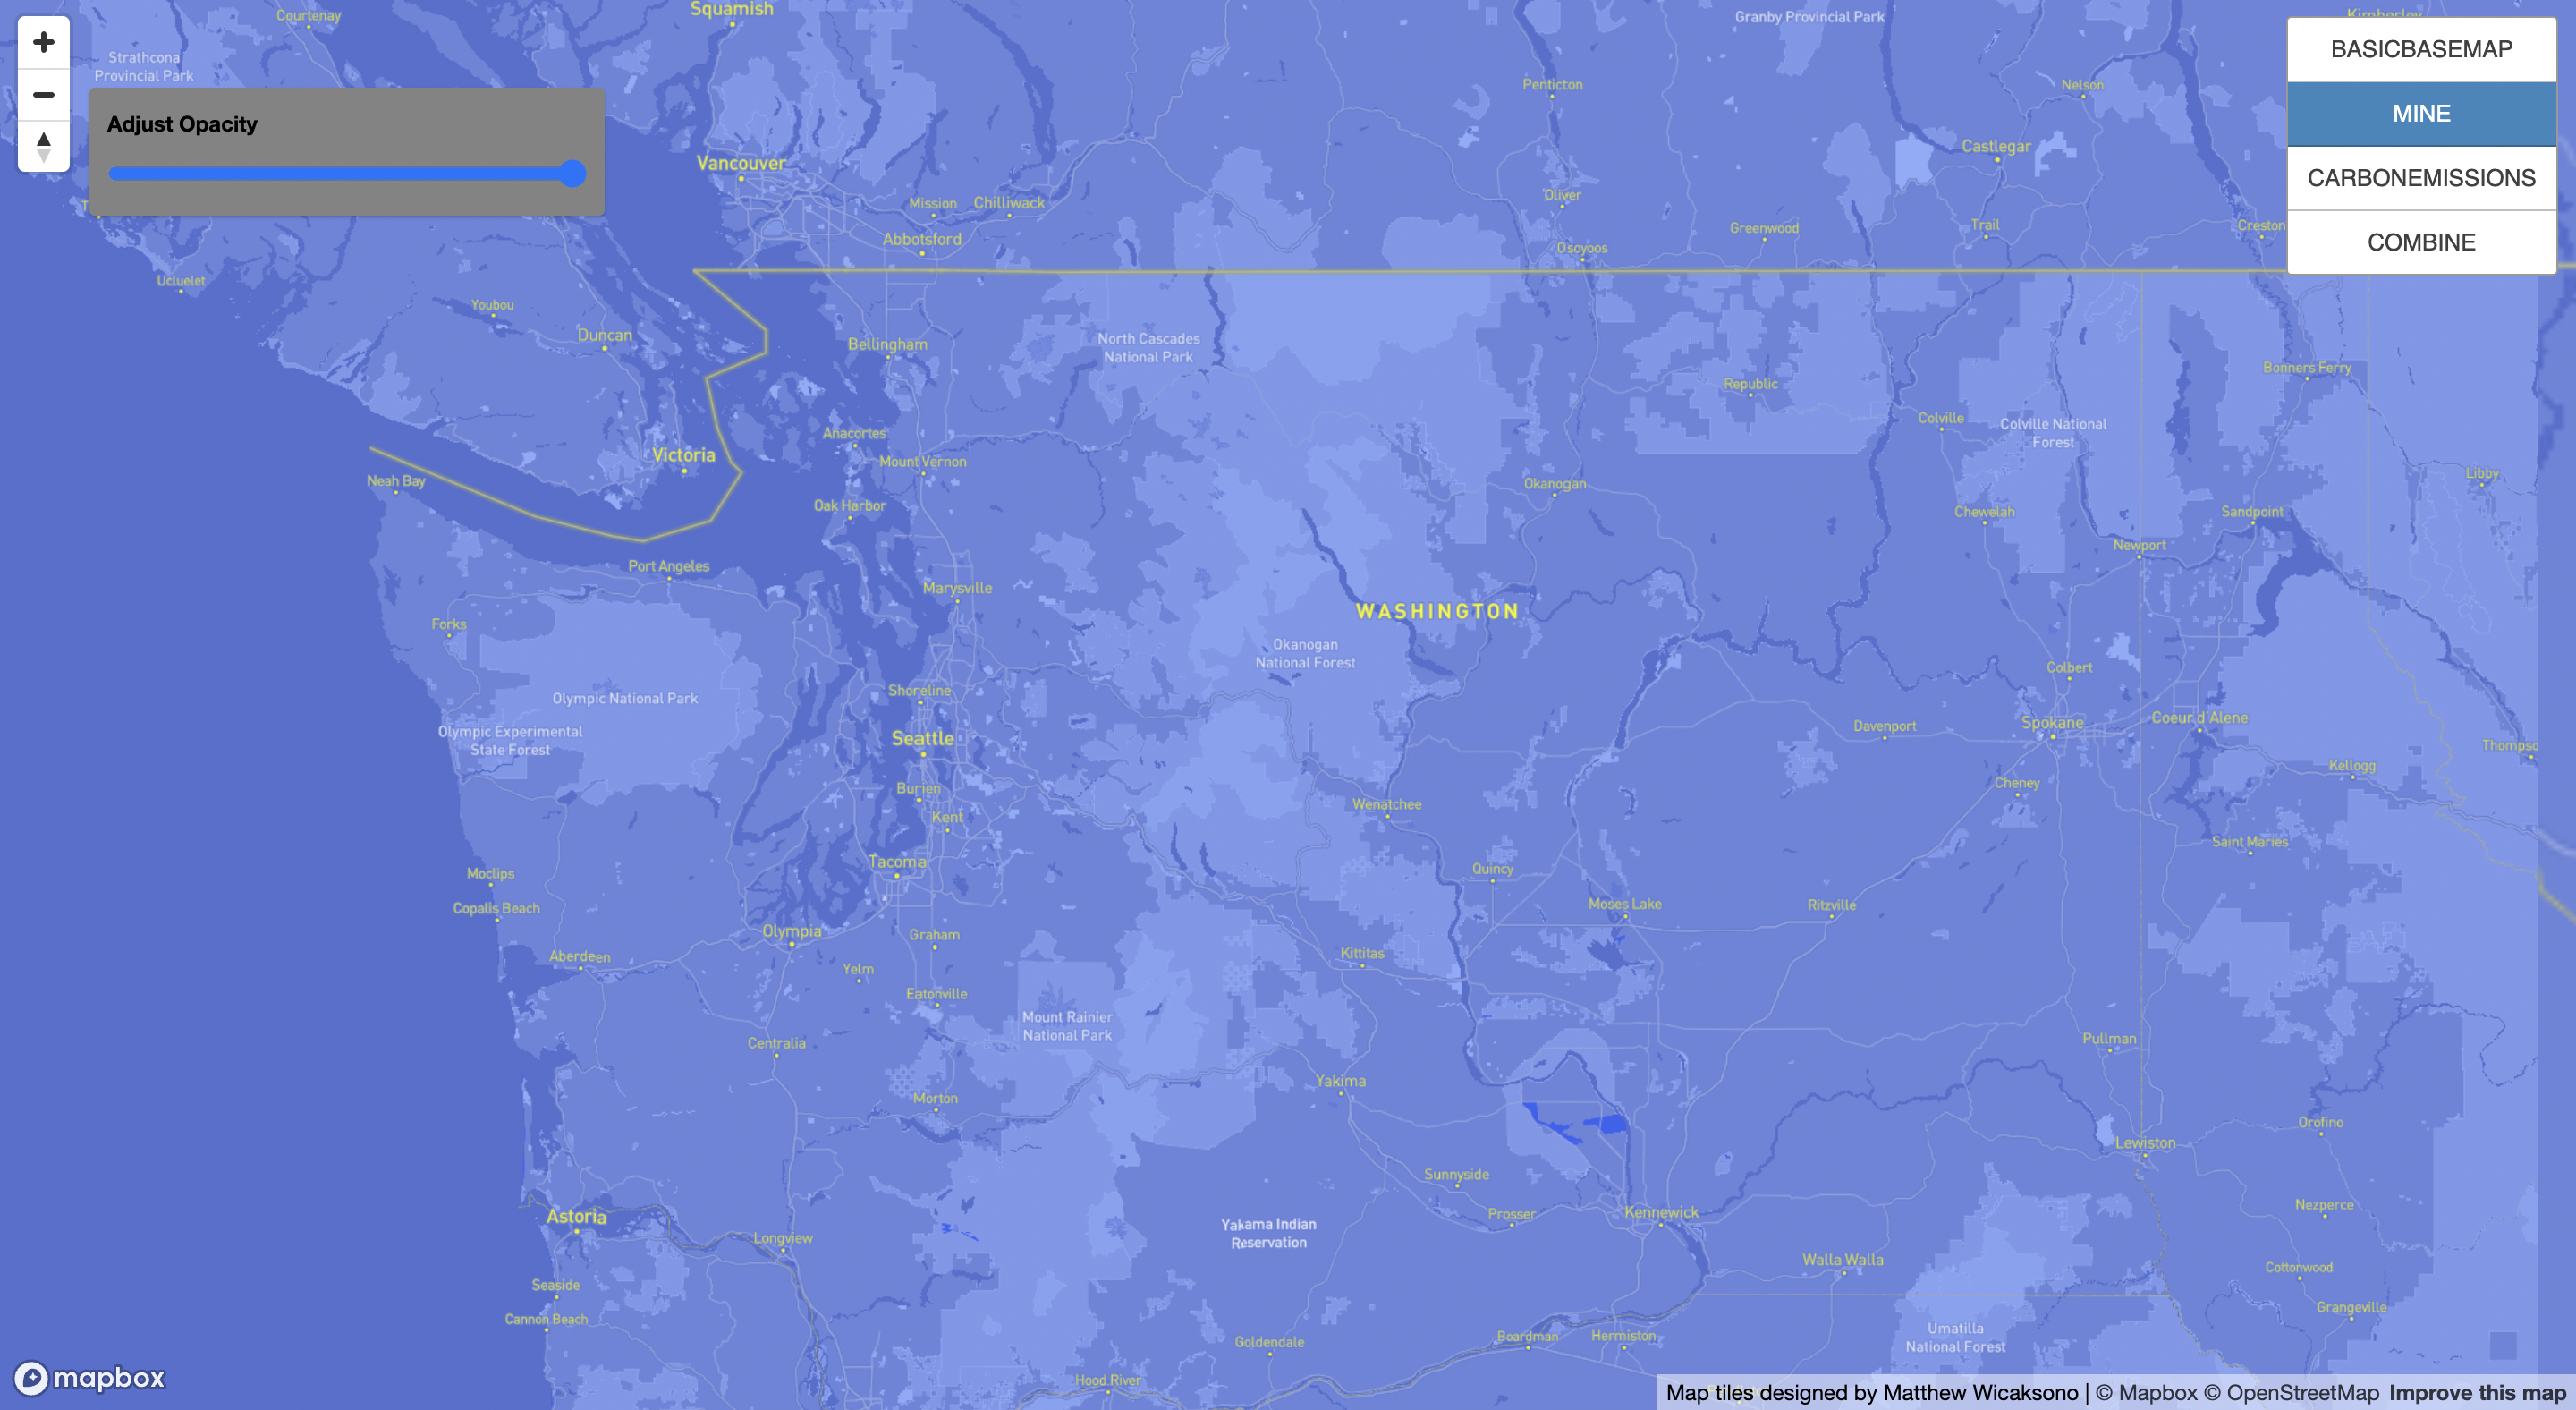 Courtenay
Squamish
Granby Provincial Park
Strathcona
Provincial Park
BASICBASEMAP
Penticton
Nelson
MINE
Adjust Opacity
Castlegar
Vancouver
CARBONEMISSIONS
Oliver
Mission
Chilliwack
Greenwood
Trail
Creston
Abbotsford
Osoyoos
COMBINE
Ucluelet
Youbou
Duncan
Bellingham
North Cascades
National Park
Bonners Ferry
Republic
Colville
Colville National
Forest
Anacortes
Victoria
Mount Vernon
Neah Bay
Okanogan
Libby
Oak Harbor
Chewelah
Sandpoint
Newport
Port Angeles
Marysville
WASHINGTON
Forks
Okanogan
National Forest
Colbert
Olympic National Park
Shoreline
Olympic Experimental
State Forest
Seattle
Davenport
Spokane
Coeur d'Alene
Thompso
Kellogg
Burien
Cheney
Wenatchee
Kent
Saint Maries
Tacoma
Quincy
Moclips
Copalis Beach
Moses Lake
Ritzville
Olympia
Graham
Aberdeen
Kittitas
Yelm
Eatonville
Mount Rainier
National Park
Centralia
Pullman
Yakima
Morton
Orofino
Lewiston
Sunnyside
Astoria
Yakama Indian
Reservation
Prosser
Kennewick
Nezperce
Longview
Walla Walla
Cottonwood
Seaside
Grangeville
Cannon Beach
Goldendale
Boardman
Hermiston
Umatilla
National Forest
mapbox
Hood River
Map tiles designed by Matthew Wicaksono | © Mapbox © OpenStreetMap Improve this map